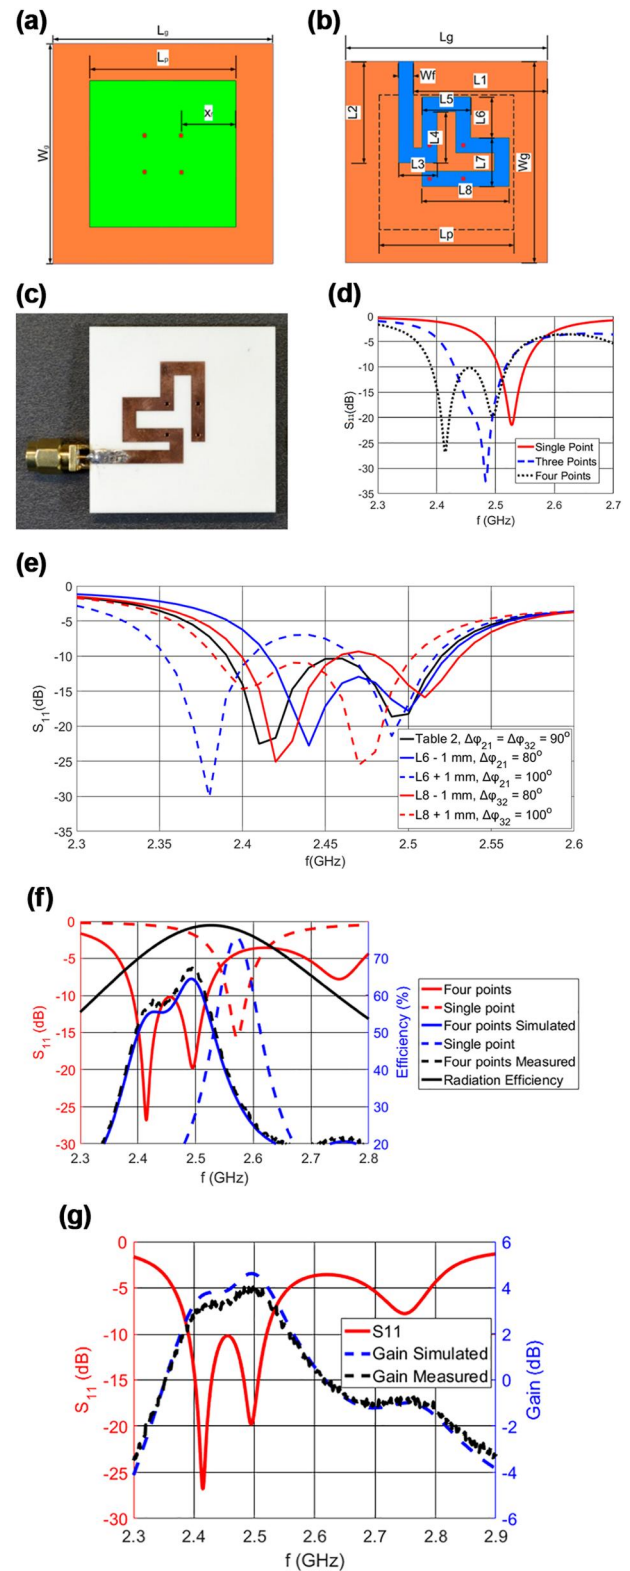 (a)
Lg
Lp
x
Wg
(b)
Lg
Wf
L1
L2
L5
L6
L4
L3
L7
L8
Wg
Lp
(c)
(d)
0
-5
-10
-15
-20
-25
-30
-35
S11(dB)
Single Point
Three Points
Four Points
2.3 2.4 2.5 2.6 2.7
f (GHz)
(e)
0
-5
-10
-15
-20
-25
-30
-35
S11(dB)
Table 2, Δφ21 = Δφ32 = 90o
L6 - 1 mm, Δφ21 = 80o
L6 + 1 mm, Δφ21 = 100o
L8 - 1 mm, Δφ32 = 80o
L8 + 1 mm, Δφ32 = 100o
2.3 2.35 2.4 2.45 2.5 2.55 2.6
f(GHz)
(f)
0
-5
-10
-15
-20
-25
-30
S11 (dB)
70
60
50
40
30
20
Efficiency (%)
Four points
Single point
Four points Simulated
Single point
Four points Measured
Radiation Efficiency
2.3 2.4 2.5 2.6 2.7 2.8
f (GHz)
(g)
0
-5
-10
-15
-20
-25
-30
S11 (dB)
6
4
2
0
-2
-4
-6
Gain (dB)
S11
Gain Simulated
Gain Measured
2.3 2.4 2.5 2.6 2.7 2.8 2.9
f (GHz)